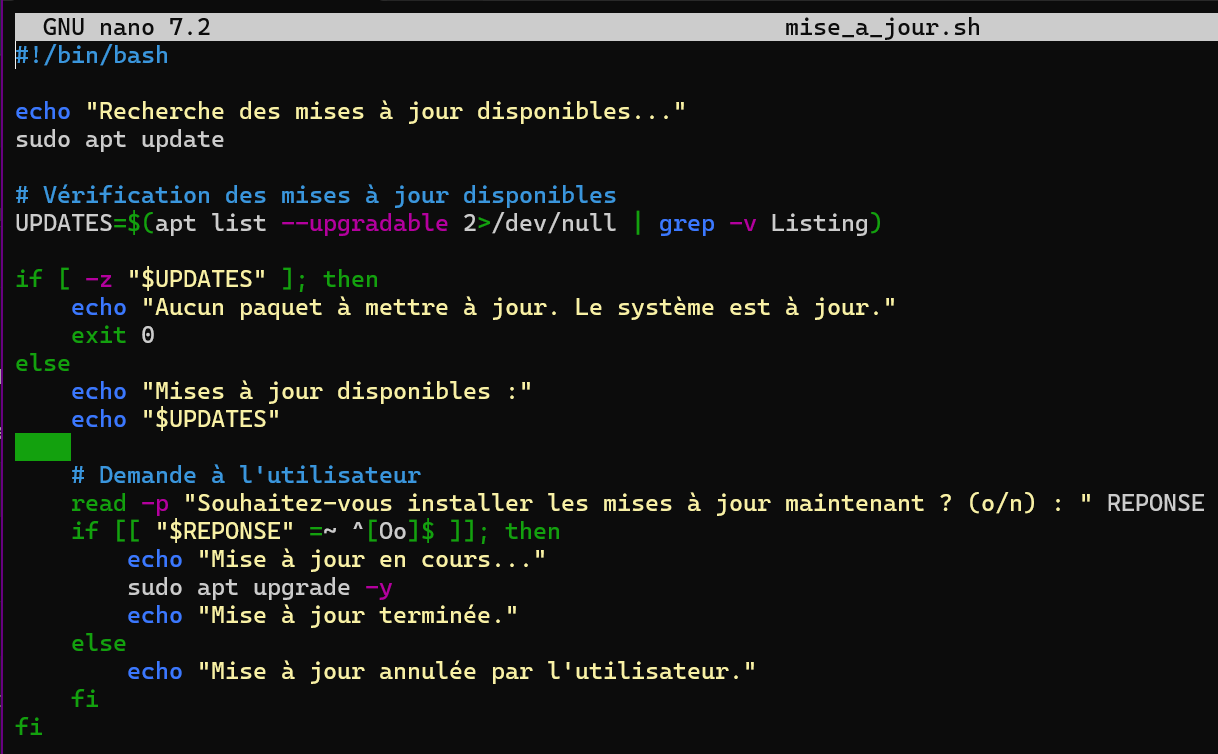 GNU nano 7.2 mise_a_jour.sh
#!/bin/bash

echo "Recherche des mises à jour disponibles..."
sudo apt update

# Vérification des mises à jour disponibles
UPDATES=$(apt list --upgradable 2>/dev/null | grep -v Listing)

if [ -z "$UPDATES" ]; then
    echo "Aucun paquet à mettre à jour. Le système est à jour."
    exit 0
else
    echo "Mises à jour disponibles :"
    echo "$UPDATES"

    # Demande à l'utilisateur
    read -p "Souhaitez-vous installer les mises à jour maintenant ? (o/n) : " REPONSE
    if [[ "$REPONSE" =~ ^[Oo]$ ]]; then
        echo "Mise à jour en cours..."
        sudo apt upgrade -y
        echo "Mise à jour terminée."
    else
        echo "Mise à jour annulée par l'utilisateur."
    fi
fi